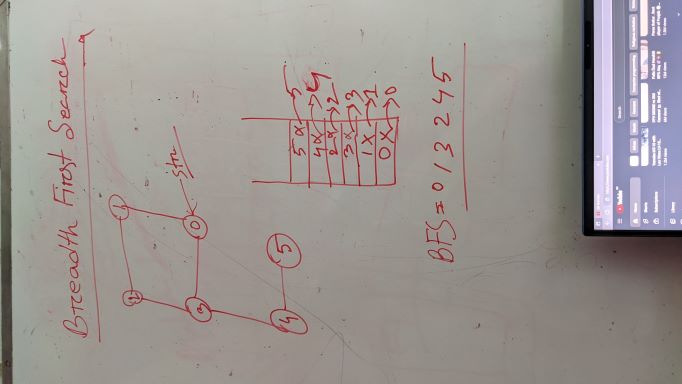 Breadth First Search
2 1
3 0 str
4 5
5 x → 5
4 x → 4
2 x → 2
3 x → 3
1 x → 1
0 x → 0
BFS = 0 1 3 2 4 5
YouTube
Search
Home
Shorts
Subscriptions
Library